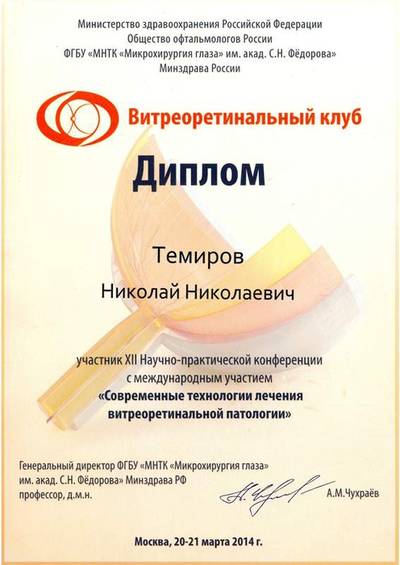 Министерство здравоохранения Российской Федерации
Общество офтальмологов России
ФГБУ «МНТК «Микрохирургия глаза» им. акад. С.Н. Фёдорова»
Минздрава России
Витреоретинальный клуб
Диплом
Темиров
Николай Николаевич
участник XII Научно-практической конференции
с международным участием
«Современные технологии лечения
витреоретинальной патологии»
Генеральный директор ФГБУ «МНТК «Микрохирургия глаза»
им. акад. С.Н. Фёдорова» Минздрава РФ
профессор, д.м.н.
А.М.Чухраёв
Москва, 20-21 марта 2014 г.